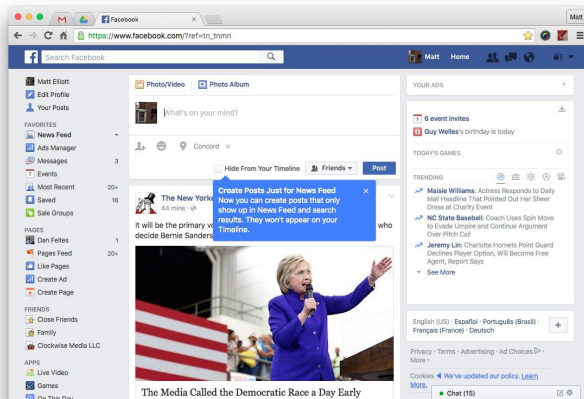 Facebook
Matt
https://www.facebook.com/?ref=tn_tnmn
Search Facebook
Matt Home
Matt Elliott
Edit Profile
Your Posts
FAVORITES
News Feed
Ads Manager
Messages 3
Events
Most Recent 20+
Saved 16
Sale Groups
PAGES
Dan Feltes 1
Pages Feed 20+
Like Pages
Create Ad
Create Page
FRIENDS
Close Friends
Family
Clockwise Media LLC
APPS
Live Video
Games
On This Day
Photo/Video Photo Album
What's on your mind?
Concord ×
Hide From Your Timeline Friends Post
Create Posts Just for News Feed ×
Now you can create posts that only
show up in News Feed and search
results. They won't appear on your
Timeline.
The New Yorke
44 mins ·
It will be the primary vo who
decide Bernie Sanders
The Media Called the Democratic Race a Day Early
YOUR ADS
6 event invites
Guy Welles's birthday is today
TODAY'S GAMES
TRENDING
Maisie Williams: Actress Responds to Daily
Mail Headline That Pointed Out Her Sheer
Dress at Charity Event
NC State Baseball: Coach Uses Spin Move
to Evade Umpire and Continue Argument
Over Pitch Call
Jeremy Lin: Charlotte Hornets Point Guard
Declines Player Option, Will Become Free
Agent, Report Says
See More
English (US) · Español · Português (Brasil) ·
Français (France) · Deutsch
+
Privacy · Terms · Advertising · Ad Choices ·
More ·
Cookies We've updated our policy. Learn
More.
Chat (15)